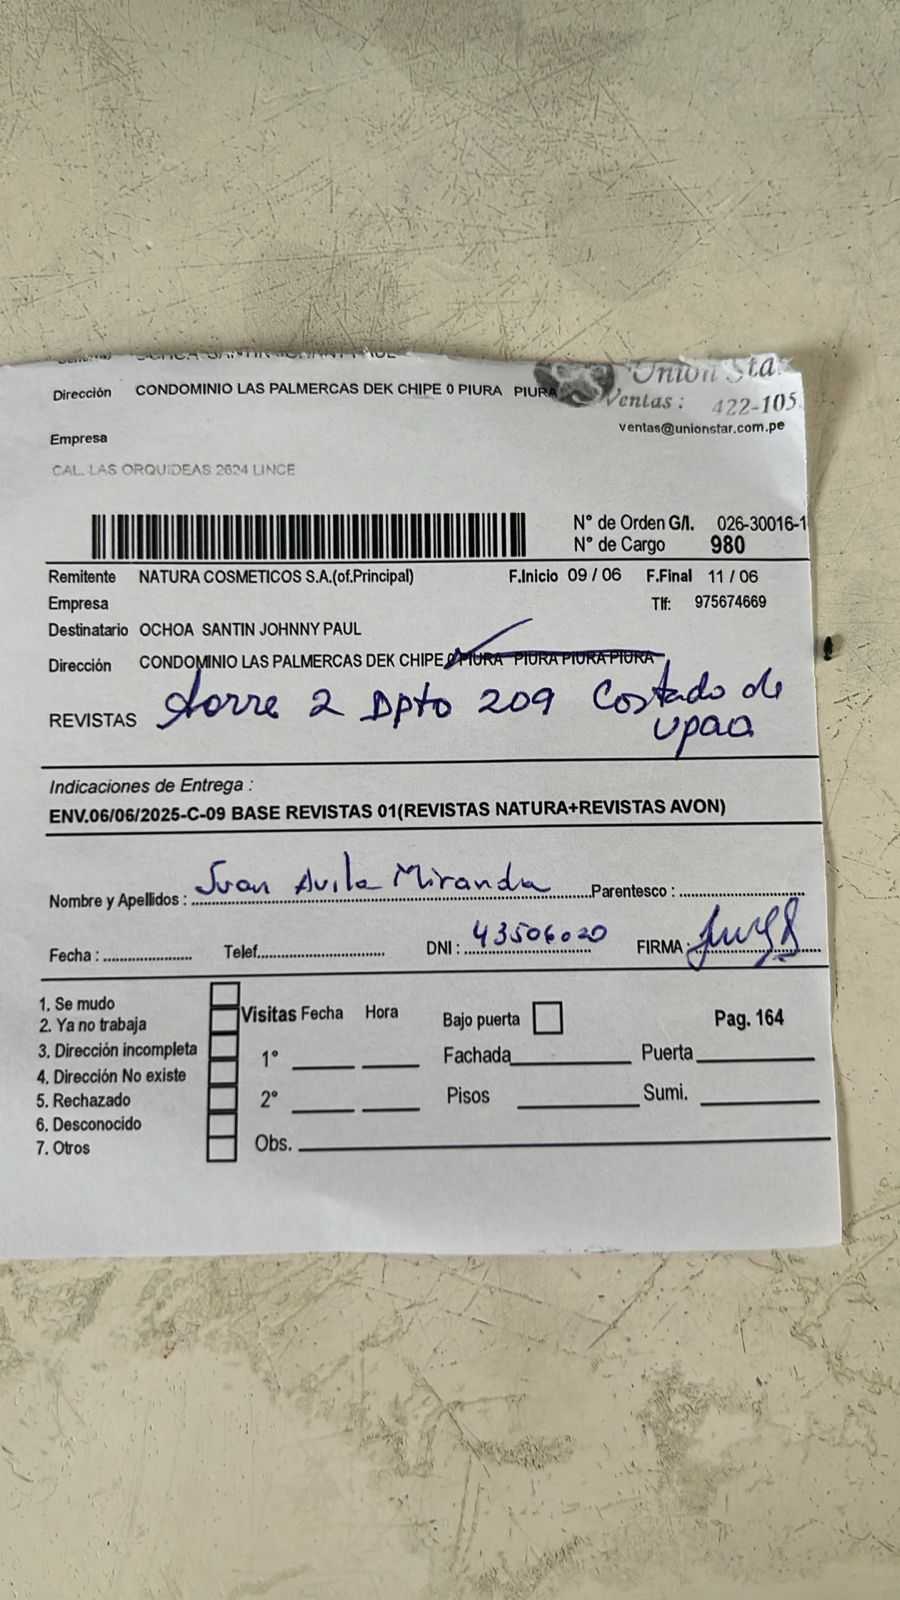 OCHOA SANTIN JOHNNY PAUL
Dirección CONDOMINIO LAS PALMERCAS DEK CHIPE 0 PIURA PIURA
Union Star
Ventas : 422-105
ventas@unionstar.com.pe
Empresa
CAL. LAS ORQUIDEAS 2624 LINCE
N° de Orden G/I. 026-30016-1
N° de Cargo 980
Remitente NATURA COSMETICOS S.A.(of.Principal) F.Inicio 09 / 06 F.Final 11 / 06
Empresa Tlf: 975674669
Destinatario OCHOA SANTIN JOHNNY PAUL
Dirección CONDOMINIO LAS PALMERCAS DEK CHIPE 0 PIURA PIURA PIURA PIURA
REVISTAS torre 2 Dpto 209 Costado de
upao
Indicaciones de Entrega :
ENV.06/06/2025-C-09 BASE REVISTAS 01(REVISTAS NATURA+REVISTAS AVON)
Nombre y Apellidos : Juan Avila Miranda Parentesco :
Fecha : Telef. DNI : 43506020 FIRMA :
1. Se mudo
2. Ya no trabaja
3. Dirección incompleta
4. Dirección No existe
5. Rechazado
6. Desconocido
7. Otros
Visitas Fecha Hora Bajo puerta Pag. 164
1° Fachada Puerta
2° Pisos Sumi.
Obs.